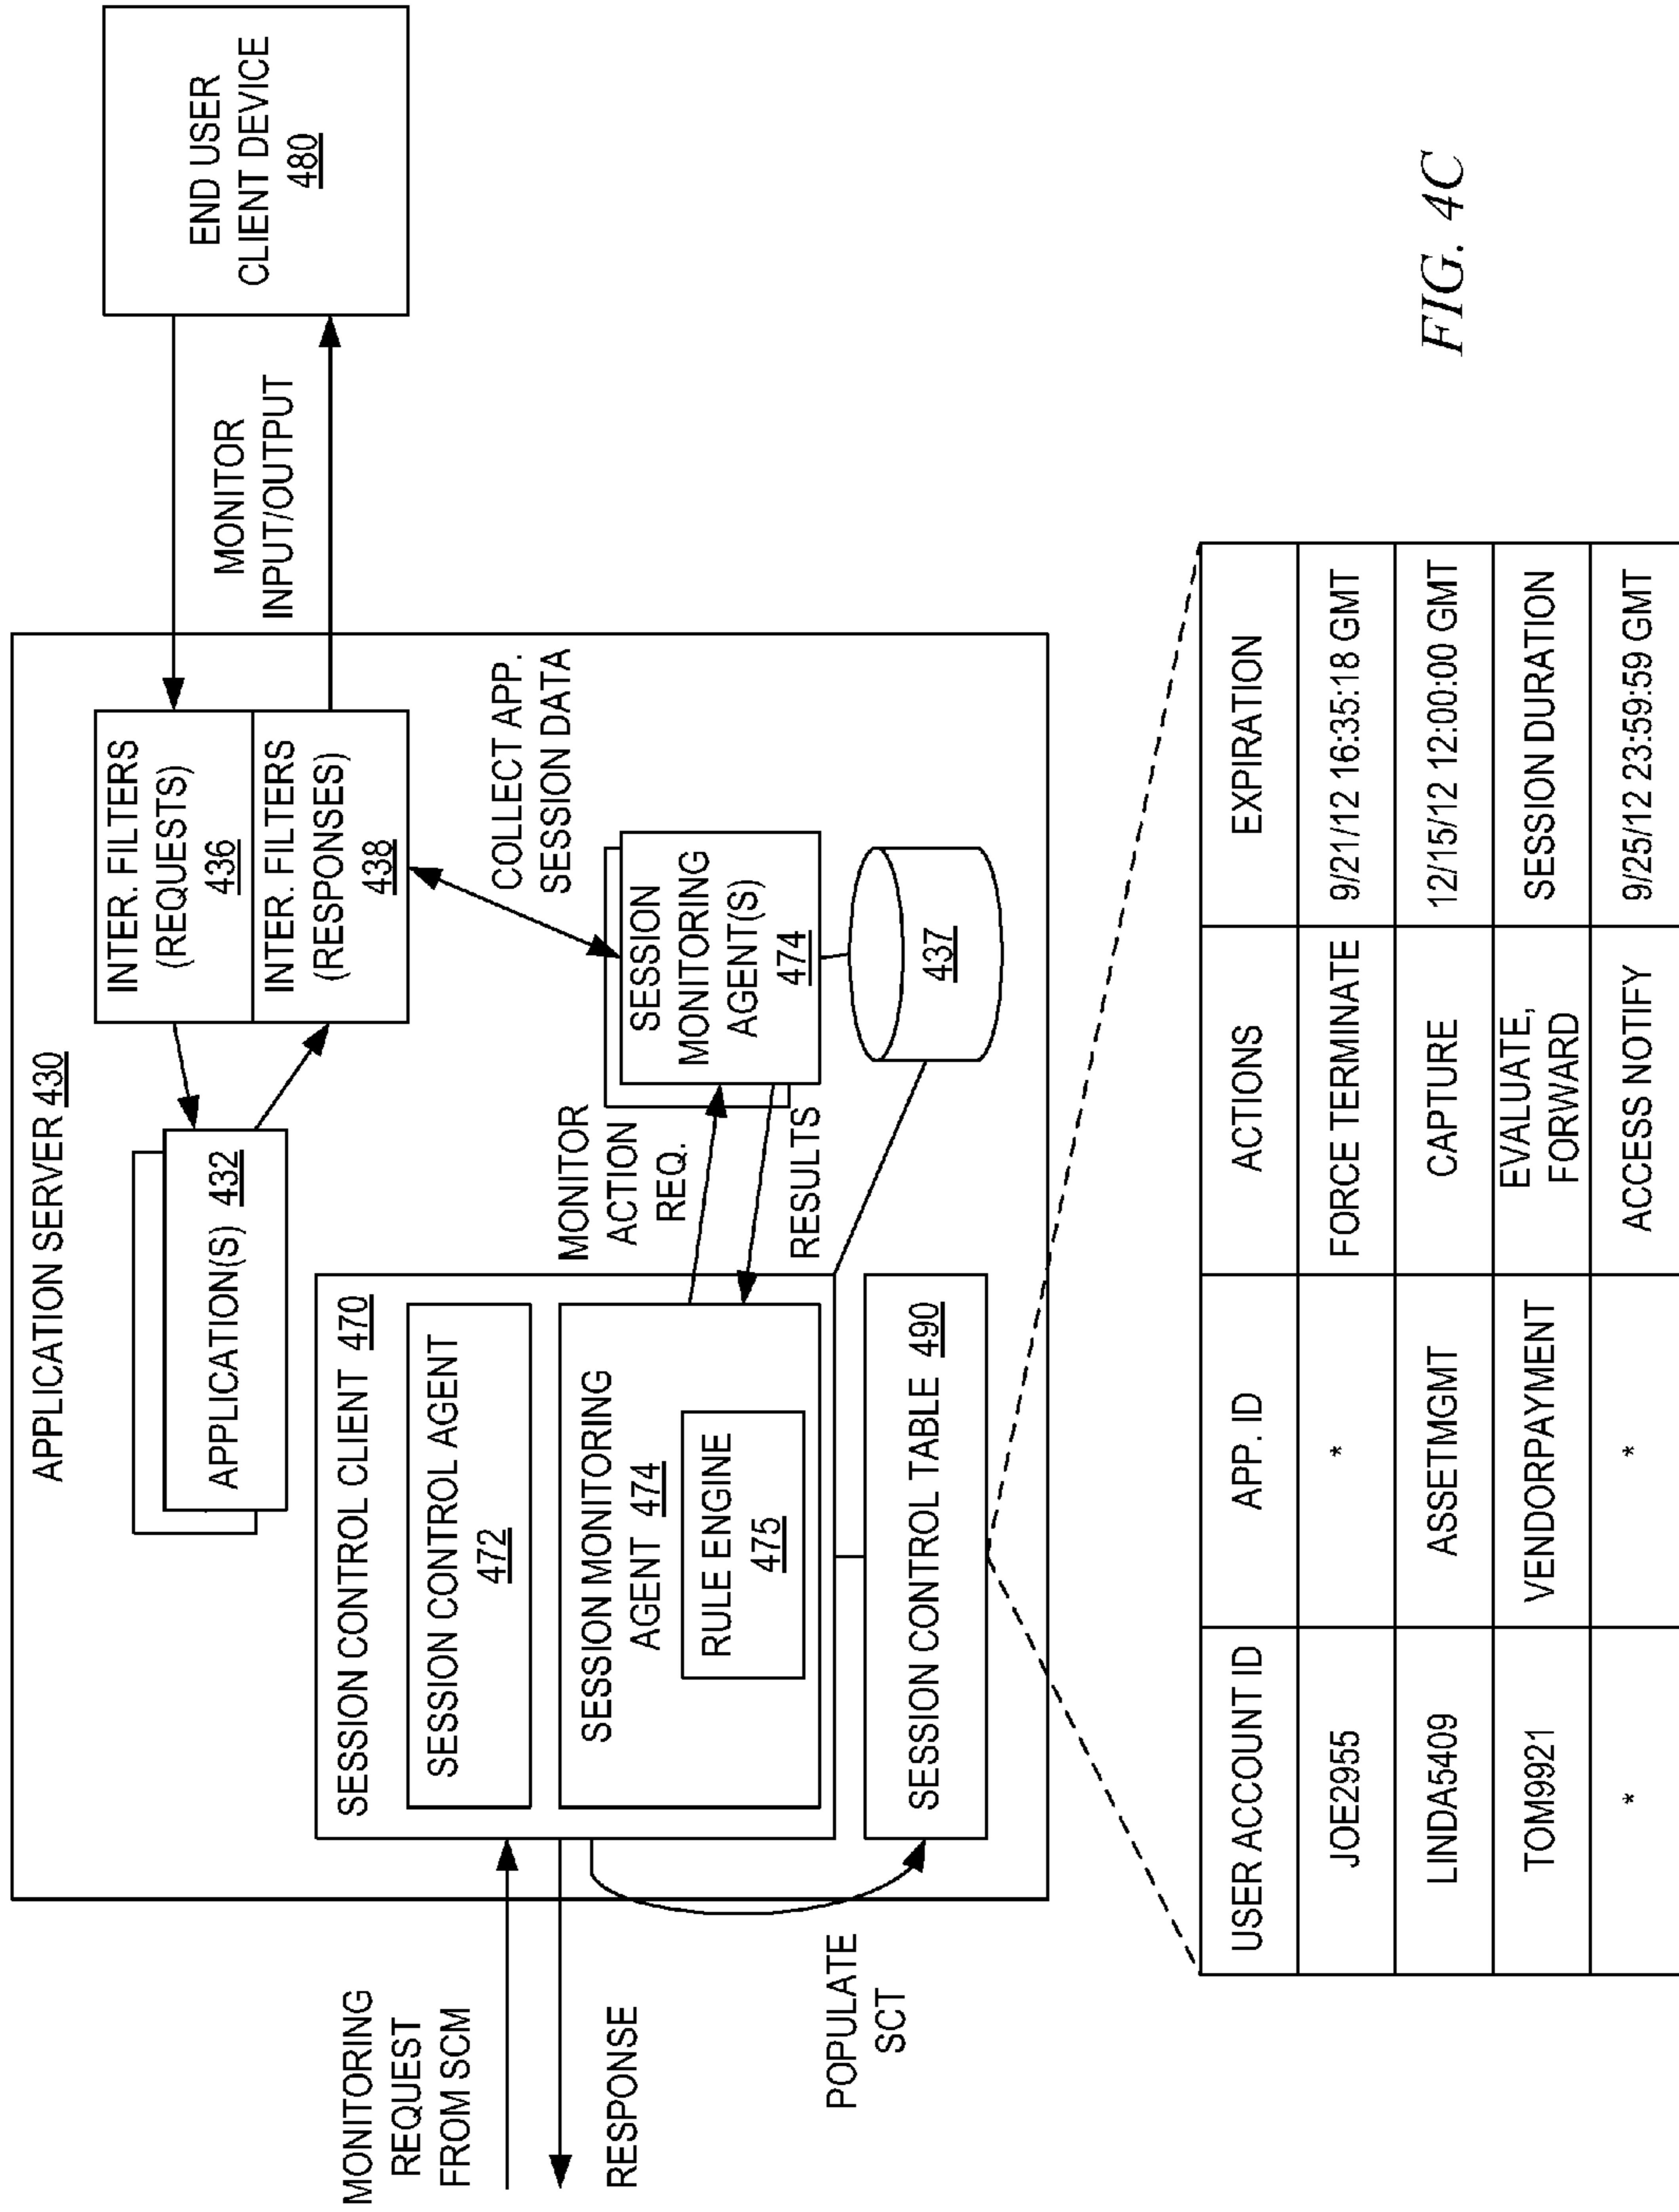 APPLICATION SERVER 430
APPLICATION(S) 432
INTER. FILTERS
(REQUESTS)
436
INTER. FILTERS
(RESPONSES)
438
END USER
CLIENT DEVICE
480
MONITOR
INPUT/OUTPUT
COLLECT APP.
SESSION DATA
MONITORING
REQUEST
FROM SCM
RESPONSE
POPULATE
SCT
SESSION CONTROL CLIENT 470
SESSION CONTROL AGENT
472
SESSION MONITORING
AGENT 474
RULE ENGINE
475
SESSION CONTROL TABLE 490
MONITOR
ACTION
REQ.
RESULTS
SESSION
MONITORING
AGENT(S)
474
437
USER ACCOUNT ID APP. ID ACTIONS EXPIRATION
JOE2955 * FORCE TERMINATE 9/21/12 16:35:18 GMT
LINDA5409 ASSETMGMT CAPTURE 12/15/12 12:00:00 GMT
TOM9921 VENDORPAYMENT EVALUATE, SESSION DURATION
FORWARD
* * ACCESS NOTIFY 9/25/12 23:59:59 GMT
FIG. 4C